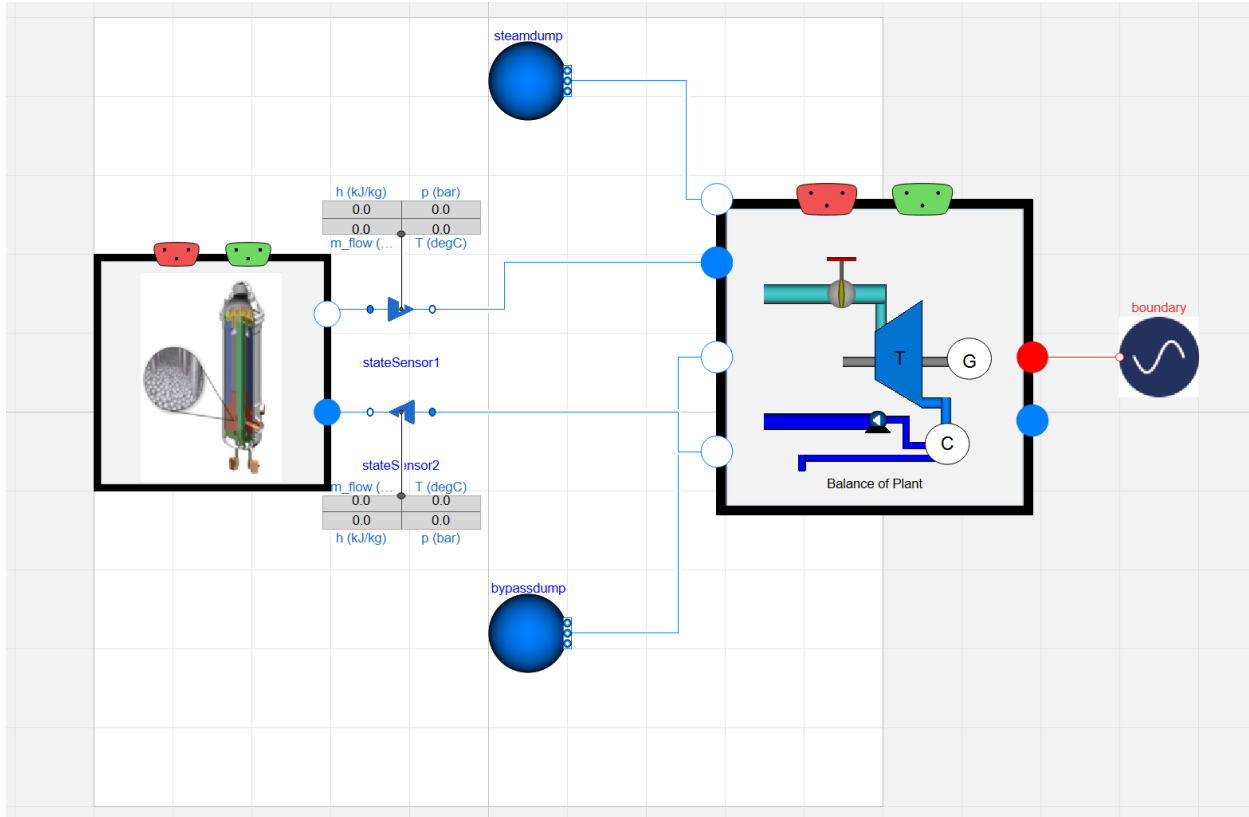 steamdump
h (kJ/kg) p (bar)
0.0 0.0
0.0 0.0
m_flow (... T (degC)
stateSensor1
stateSensor2
m_flow (... T (degC)
0.0 0.0
0.0 0.0
h (kJ/kg) p (bar)
bypassdump
T
G
C
Balance of Plant
boundary